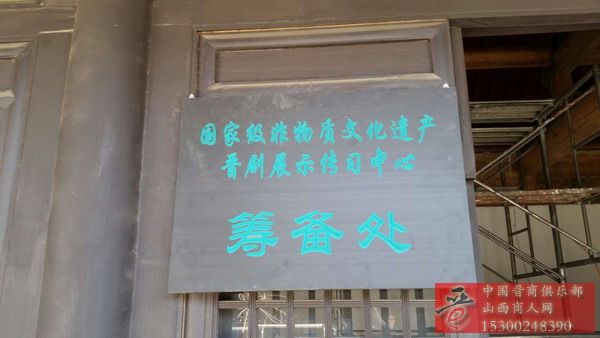 国家级非物质文化遗产
晋剧展示传习中心
筹备处
晋
中国晋商俱乐部
山西商人网
15300248390